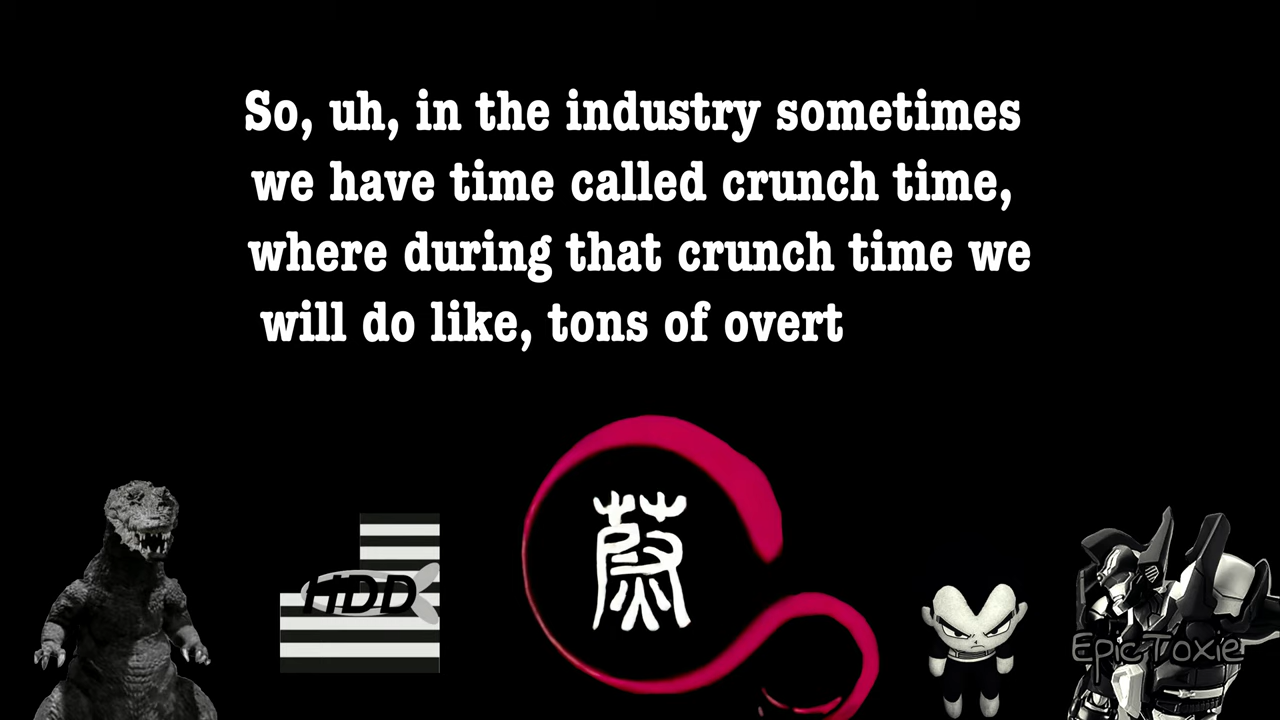 So, uh, in the industry sometimes
we have time called crunch time,
where during that crunch time we
will do like, tons of overt
HDD
蔚
EpicToxie